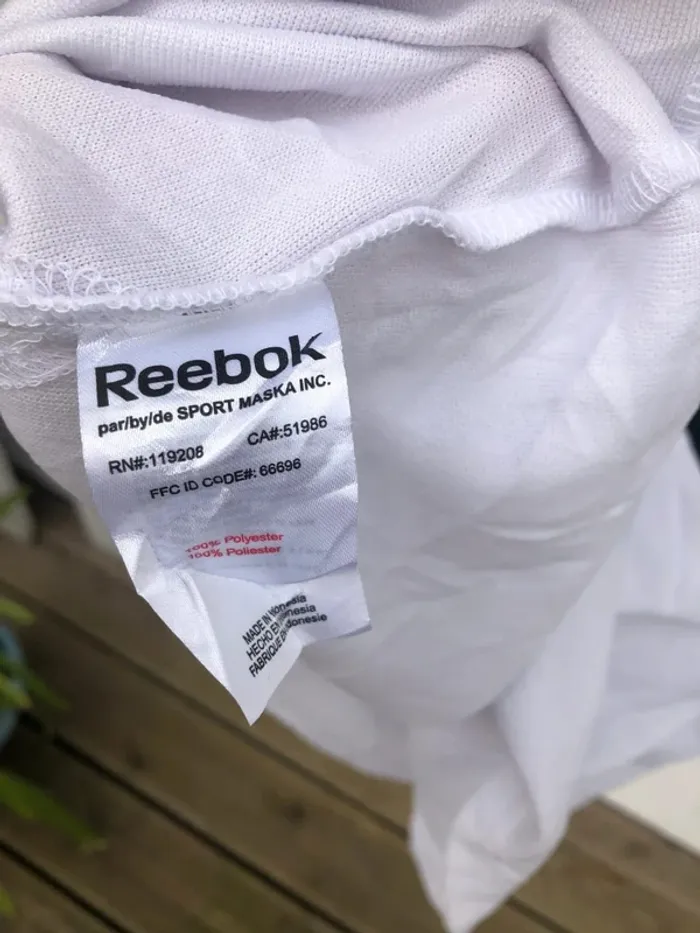 Reebok
par/by/de SPORT MASKA INC.
RN#:119208
CA#:51986
FFC ID CODE#: 66696
100% Polyester
100% Poliester
MADE IN
HECHO EN
FABRIQUE EN